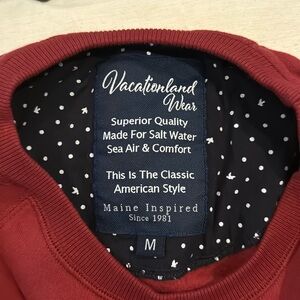 Vacationland
Wear
Superior Quality
Made For Salt Water
Sea Air & Comfort
This Is The Classic
American Style
Maine Inspired
Since 1981
M